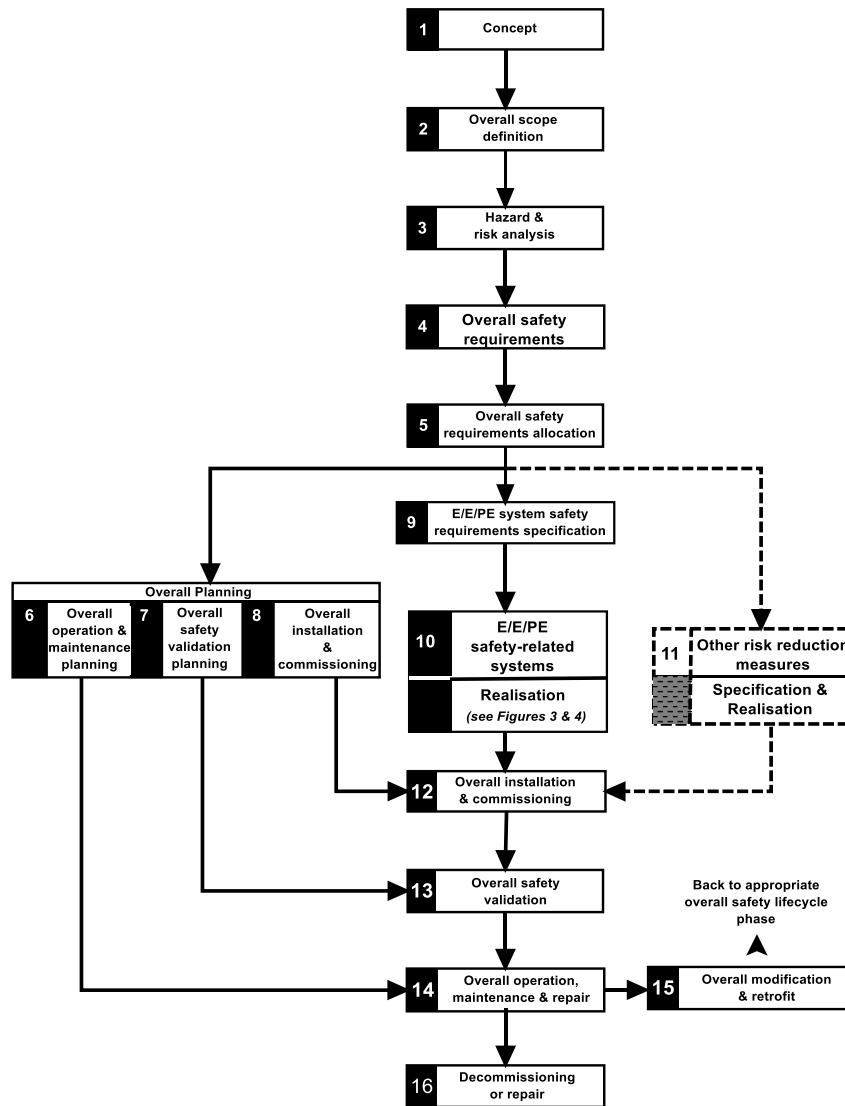 1
Concept
2
Overall scope
definition
3
Hazard &
risk analysis
4
Overall safety
requirements
5
Overall safety
requirements allocation
9
E/E/PE system safety
requirements specification
Overall Planning
6
Overall
operation &
maintenance
planning
7
Overall
safety
validation
planning
8
Overall
installation
&
commissioning
10
E/E/PE
safety-related
systems
Realisation
(see Figures 3 & 4)
11
Other risk reduction
measures
Specification &
Realisation
12
Overall installation
& commissioning
13
Overall safety
validation
Back to appropriate
overall safety lifecycle
phase
14
Overall operation,
maintenance & repair
15
Overall modification
& retrofit
16
Decommissioning
or repair